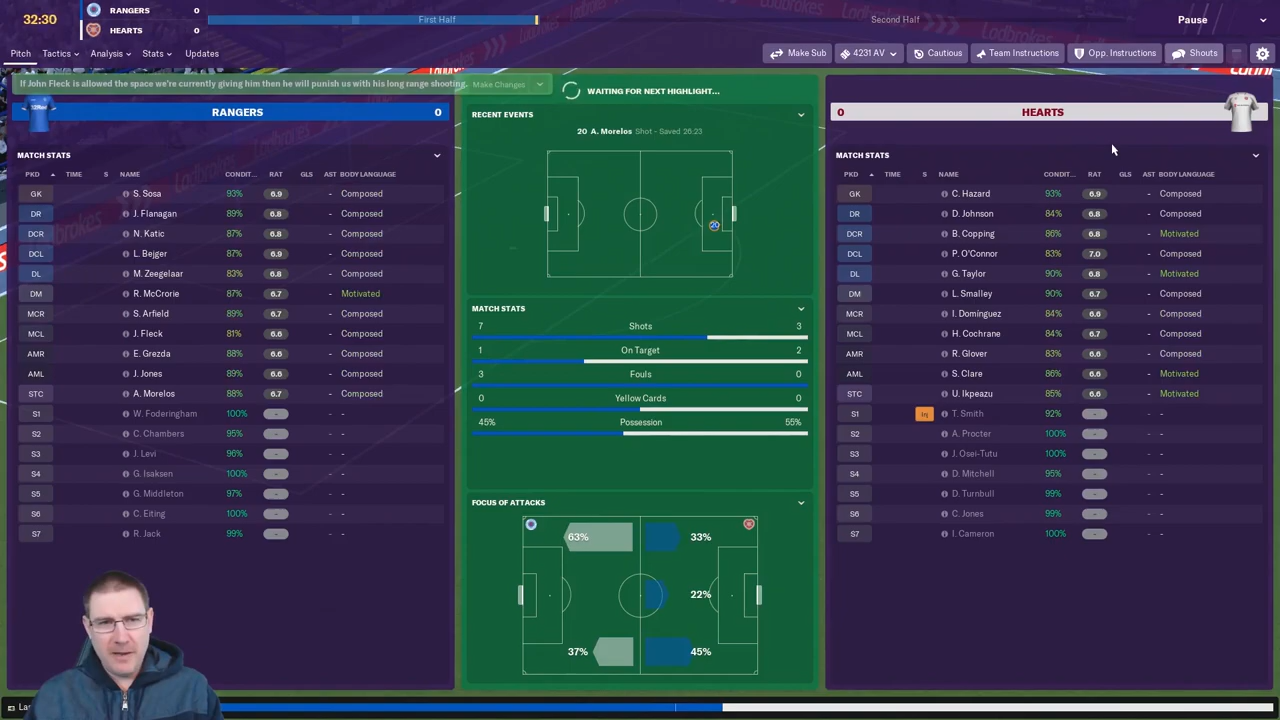 32:30
RANGERS 0
HEARTS 0
First Half
Second Half
Pause
Pitch Tactics Analysis Stats Updates
Make Sub 4231 AV Cautious Team Instructions Opp. Instructions Shouts
If John Fleck is allowed the space we're currently giving him then he will punish us with his long range shooting. Make Changes
WAITING FOR NEXT HIGHLIGHT...
RANGERS 0
MATCH STATS
PKD TIME S NAME CONDIT... RAT GLS AST BODY LANGUAGE
GK S. Sosa 93% 6.9 - Composed
DR J. Flanagan 89% 6.8 - Composed
DCR N. Katic 87% 6.8 - Composed
DCL L. Bejger 87% 6.9 - Composed
DL M. Zeegelaar 83% 6.8 - Composed
DM R. McCrorie 87% 6.7 - Motivated
MCR S. Arfield 89% 6.7 - Composed
MCL J. Fleck 81% 6.6 - Composed
AMR E. Grezda 88% 6.6 - Composed
AML J. Jones 89% 6.6 - Composed
STC A. Morelos 88% 6.7 - Composed
S1 W. Foderingham 100% - - -
S2 C. Chambers 95% - - -
S3 J. Levi 96% - - -
S4 G. Isaksen 100% - - -
S5 G. Middleton 97% - - -
S6 C. Eiting 100% - - -
S7 R. Jack 99% - - -
RECENT EVENTS
20 A. Morelos Shot - Saved 26:23
20
MATCH STATS
7 Shots 3
1 On Target 2
3 Fouls 0
0 Yellow Cards 0
45% Possession 55%
FOCUS OF ATTACKS
63% 33%
22%
37% 45%
0 HEARTS
MATCH STATS
PKD TIME S NAME CONDIT... RAT GLS AST BODY LANGUAGE
GK C. Hazard 93% 6.9 - Composed
DR D. Johnson 84% 6.8 - Composed
DCR B. Copping 86% 6.8 - Motivated
DCL P. O'Connor 83% 7.0 - Composed
DL G. Taylor 90% 6.8 - Motivated
DM L. Smalley 90% 6.7 - Composed
MCR I. Domínguez 84% 6.6 - Composed
MCL H. Cochrane 84% 6.7 - Composed
AMR R. Glover 83% 6.6 - Composed
AML S. Clare 86% 6.6 - Motivated
STC U. Ikpeazu 85% 6.6 - Motivated
S1 Inj T. Smith 92% - - -
S2 A. Procter 100% - - -
S3 J. Osei-Tutu 100% - - -
S4 D. Mitchell 95% - - -
S5 D. Turnbull 99% - - -
S6 C. Jones 99% - - -
S7 I. Cameron 100% - - -